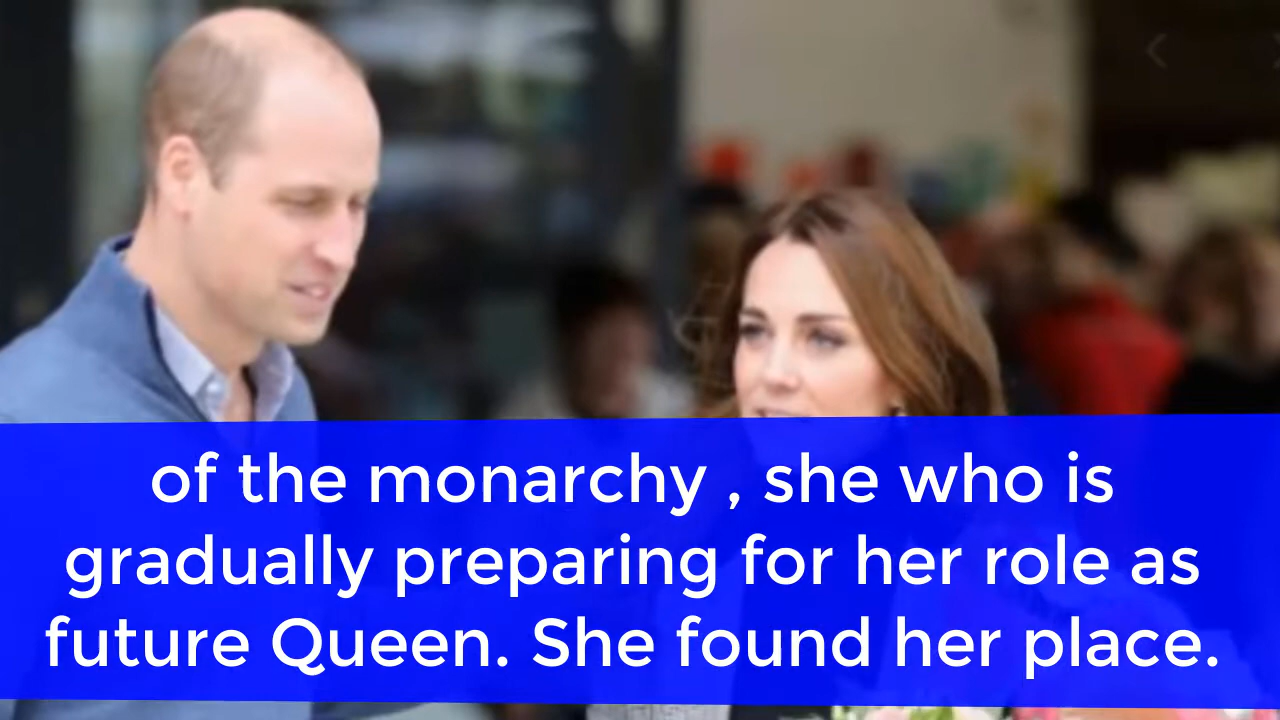 of the monarchy , she who is
gradually preparing for her role as
future Queen. She found her place.